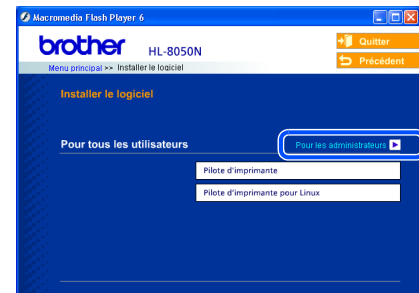 Macromedia Flash Player 6
brother HL-8050N
Quitter
Précédent
Menu principal >> Installer le logiciel
Installer le logiciel
Pour tous les utilisateurs
Pour les administrateurs
Pilote d'imprimante
Pilote d'imprimante pour Linux